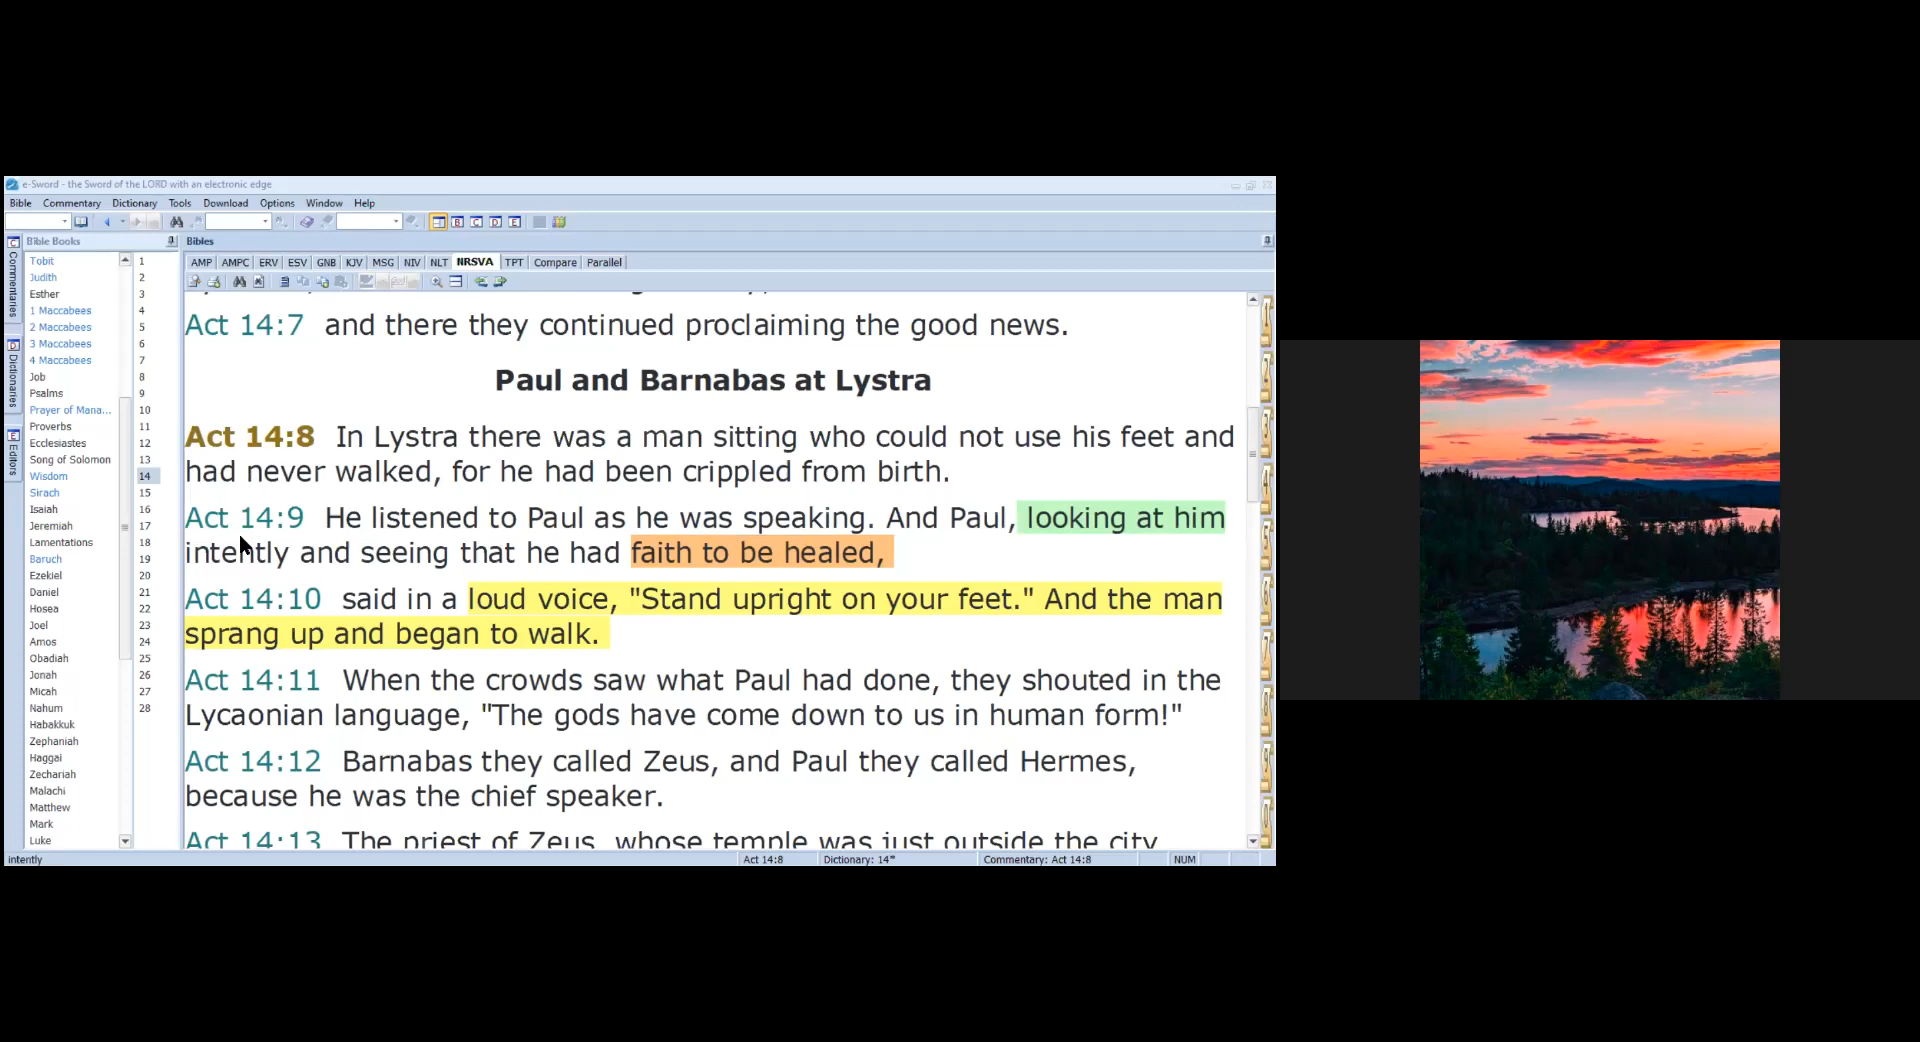 e-Sword - the Sword of the LORD with an electronic edge
Bible Commentary Dictionary Tools Download Options Window Help
B C D E
Bible Books
Bibles
C Commentaries
D Dictionaries
E Editors
Tobit
Judith
Esther
1 Maccabees
2 Maccabees
3 Maccabees
4 Maccabees
Job
Psalms
Prayer of Mana...
Proverbs
Ecclesiastes
Song of Solomon
Wisdom
Sirach
Isaiah
Jeremiah
Lamentations
Baruch
Ezekiel
Daniel
Hosea
Joel
Amos
Obadiah
Jonah
Micah
Nahum
Habakkuk
Zephaniah
Haggai
Zechariah
Malachi
Matthew
Mark
Luke
1
2
3
4
5
6
7
8
9
10
11
12
13
14
15
16
17
18
19
20
21
22
23
24
25
26
27
28
AMP AMPC ERV ESV GNB KJV MSG NIV NLT NRSVA TPT Compare Parallel
Act 14:7 and there they continued proclaiming the good news.
Paul and Barnabas at Lystra
Act 14:8 In Lystra there was a man sitting who could not use his feet and
had never walked, for he had been crippled from birth.
Act 14:9 He listened to Paul as he was speaking. And Paul, looking at him
intently and seeing that he had faith to be healed,
Act 14:10 said in a loud voice, "Stand upright on your feet." And the man
sprang up and began to walk.
Act 14:11 When the crowds saw what Paul had done, they shouted in the
Lycaonian language, "The gods have come down to us in human form!"
Act 14:12 Barnabas they called Zeus, and Paul they called Hermes,
because he was the chief speaker.
Act 14:13 The priest of Zeus, whose temple was just outside the city,
1
2
3
4
5
6
7
8
9
0
intently Act 14:8 Dictionary: 14* Commentary: Act 14:8 NUM